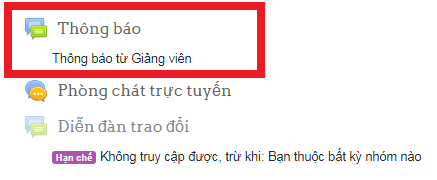 Thông báo
Thông báo từ Giảng viên
Phòng chát trực tuyến
Diễn đàn trao đổi
Hạn chế Không truy cập được, trừ khi: Bạn thuộc bất kỳ nhóm nào